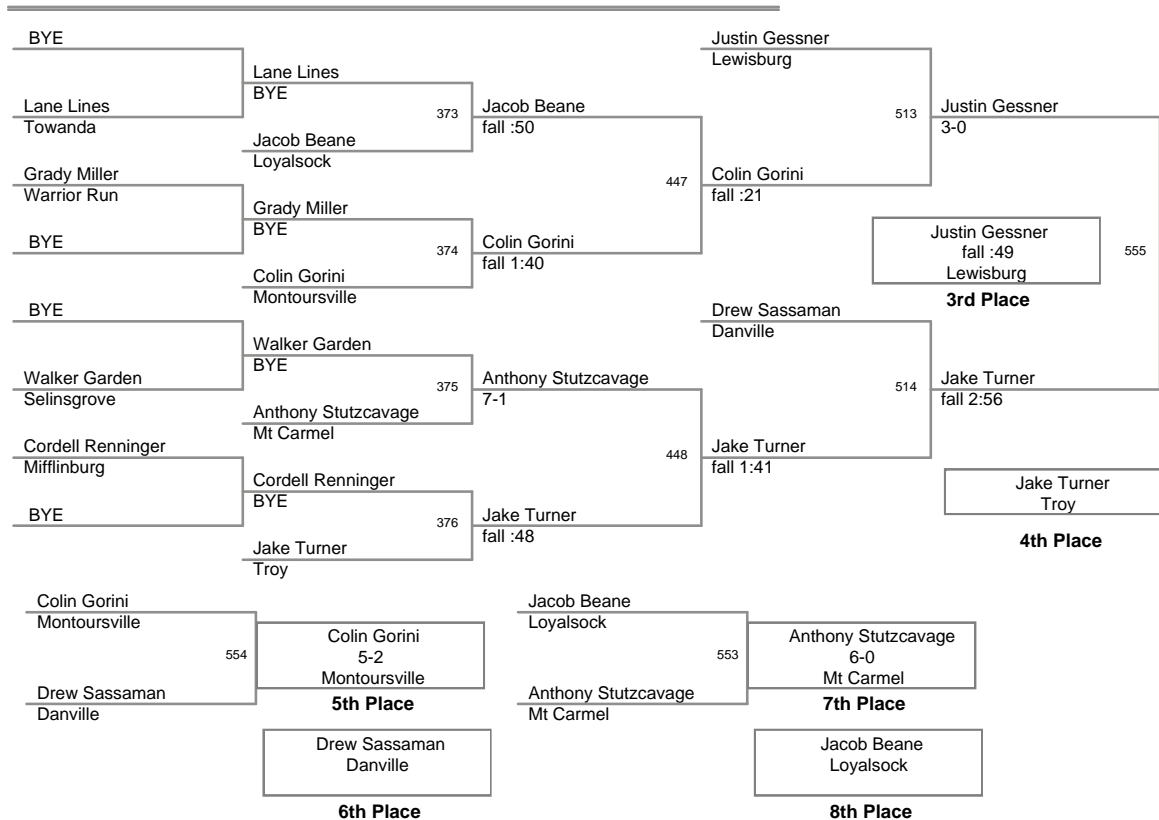 BYE
Lane Lines
Towanda
Grady Miller
Warrior Run
BYE
BYE
Walker Garden
Selinsgrove
Cordell Renninger
Mifflinburg
BYE
Lane Lines
BYE
373
Jacob Beane
Loyalsock
Grady Miller
BYE
374
Colin Gorini
Montoursville
Walker Garden
BYE
375
Anthony Stutzcavage
Mt Carmel
Cordell Renninger
BYE
376
Jake Turner
Troy
Jacob Beane
fall :50
447
Colin Gorini
fall 1:40
Anthony Stutzcavage
7-1
448
Jake Turner
fall :48
Justin Gessner
Lewisburg
513
Colin Gorini
fall :21
Drew Sassaman
Danville
514
Jake Turner
fall 1:41
Justin Gessner
3-0
555
Jake Turner
fall 2:56
Justin Gessner
fall :49
Lewisburg
3rd Place
Jake Turner
Troy
4th Place
Colin Gorini
Montoursville
554
Drew Sassaman
Danville
Colin Gorini
5-2
Montoursville
5th Place
Drew Sassaman
Danville
6th Place
Jacob Beane
Loyalsock
553
Anthony Stutzcavage
Mt Carmel
Anthony Stutzcavage
6-0
Mt Carmel
7th Place
Jacob Beane
Loyalsock
8th Place